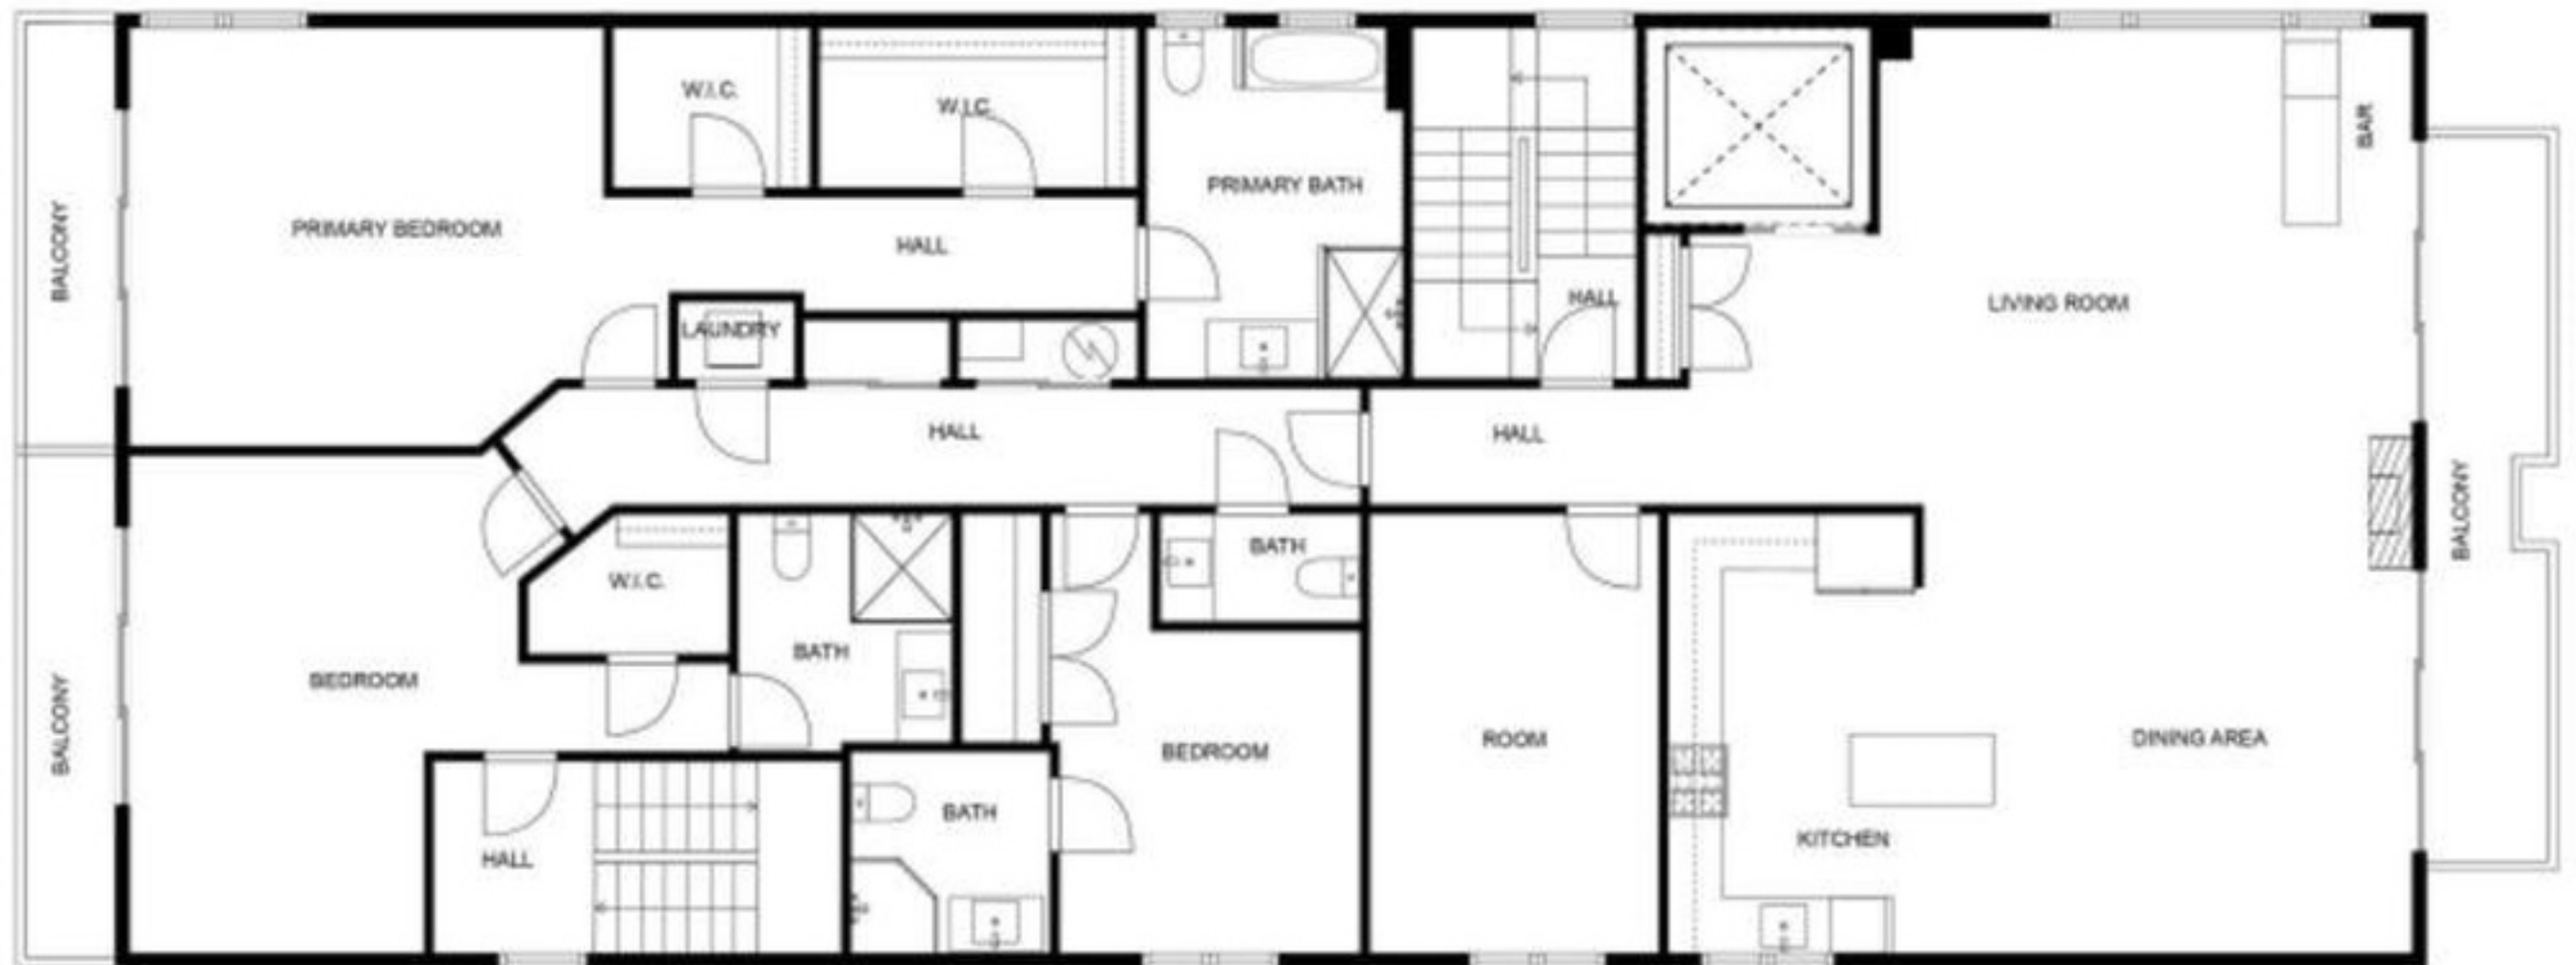 W.I.C.
W.I.C.
BAR
PRIMARY BATH
BALCONY
PRIMARY BEDROOM
HALL
HALL
LIVING ROOM
LAUNDRY
HALL
HALL
BALCONY
BATH
W.I.C.
BATH
BEDROOM
BALCONY
BEDROOM
ROOM
DINING AREA
BATH
KITCHEN
HALL